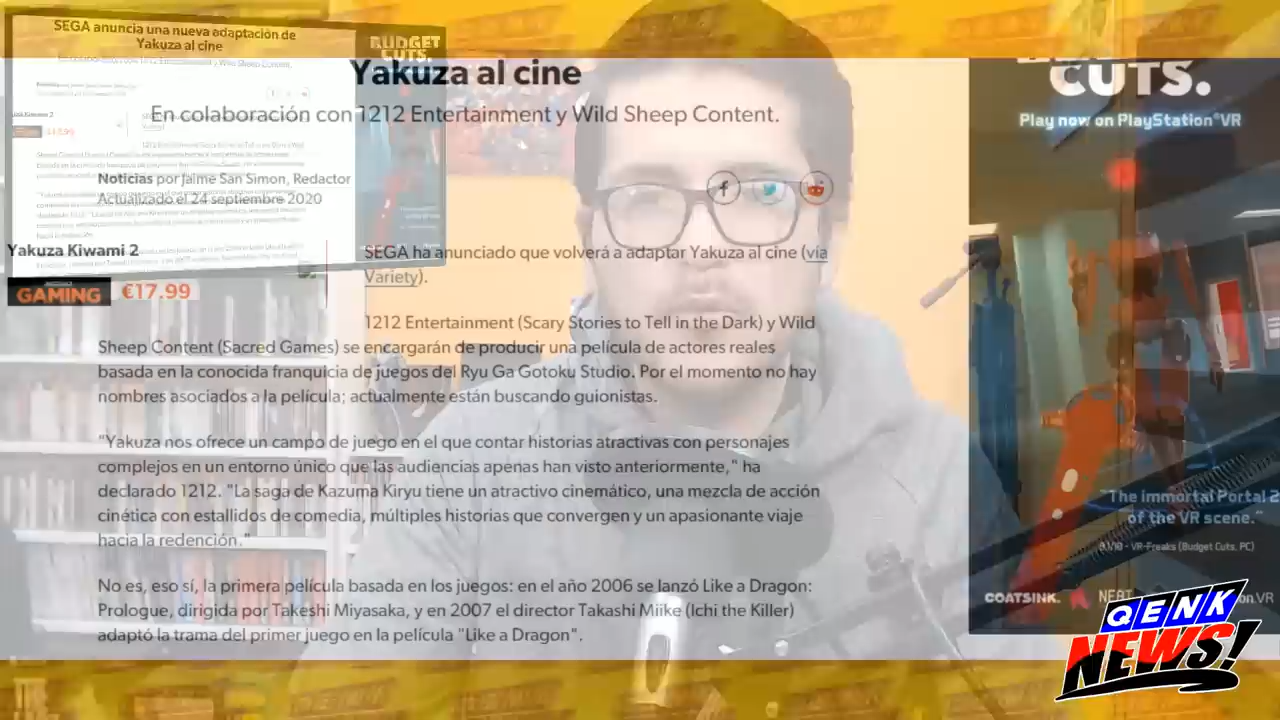 SEGA anuncia una nueva adaptación de
Yakuza al cine
BUDGET
CUTS.
Yakuza al cine
En colaboración con 1212 Entertainment y Wild Sheep Content.
CUTS.
Play now on PlayStation®VR
Noticias por Jaime San Simon, Redactor
Actualizado el 24 septiembre 2020
Yakuza Kiwami 2
GAMING €17.99
SEGA ha anunciado que volverá a adaptar Yakuza al cine (vía
Variety).
1212 Entertainment (Scary Stories to Tell in the Dark) y Wild
Sheep Content (Sacred Games) se encargarán de producir una película de actores reales
basada en la conocida franquicia de juegos del Ryu Ga Gotoku Studio. Por el momento no hay
nombres asociados a la película; actualmente están buscando guionistas.
"Yakuza nos ofrece un campo de juego en el que contar historias atractivas con personajes
complejos en un entorno único que las audiencias apenas han visto anteriormente," ha
declarado 1212. "La saga de Kazuma Kiryu tiene un atractivo cinemático, una mezcla de acción
cinética con estallidos de comedia, múltiples historias que convergen y un apasionante viaje
hacia la redención."
No es, eso sí, la primera película basada en los juegos: en el año 2006 se lanzó Like a Dragon:
Prologue, dirigida por Takeshi Miyasaka, y en 2007 el director Takashi Miike (Ichi the Killer)
adaptó la trama del primer juego en la película "Like a Dragon".
"The immortal Portal 2
of the VR scene."
9.1/10 - VR-Freaks (Budget Cuts, PC)
COATSINK. NEAT
on.VR
QENK
NEWS!